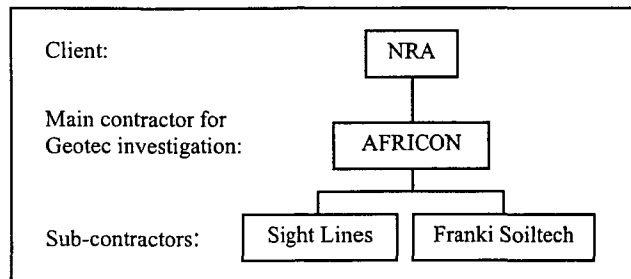 Client: NRA
Main contractor for
Geotec investigation: AFRICON
Sub-contractors: Sight Lines Franki Soiltech